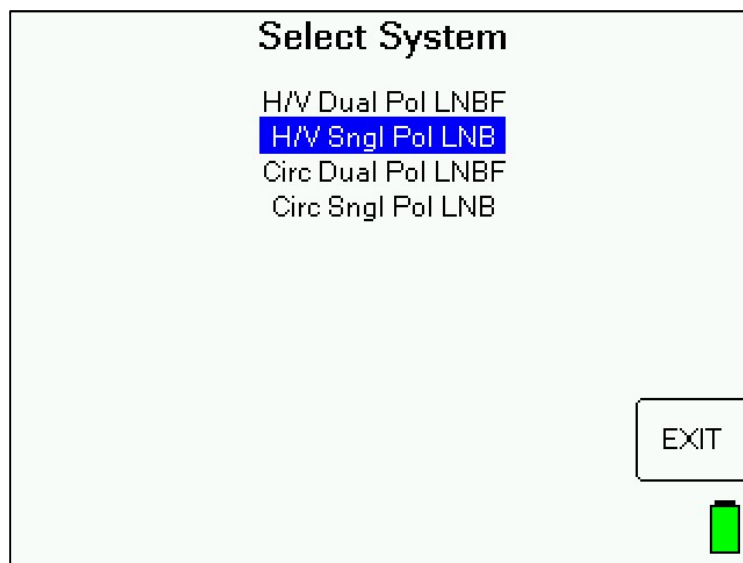 Select System
H/V Dual Pol LNBF
H/V Sngl Pol LNB
Circ Dual Pol LNBF
Circ Sngl Pol LNB
EXIT